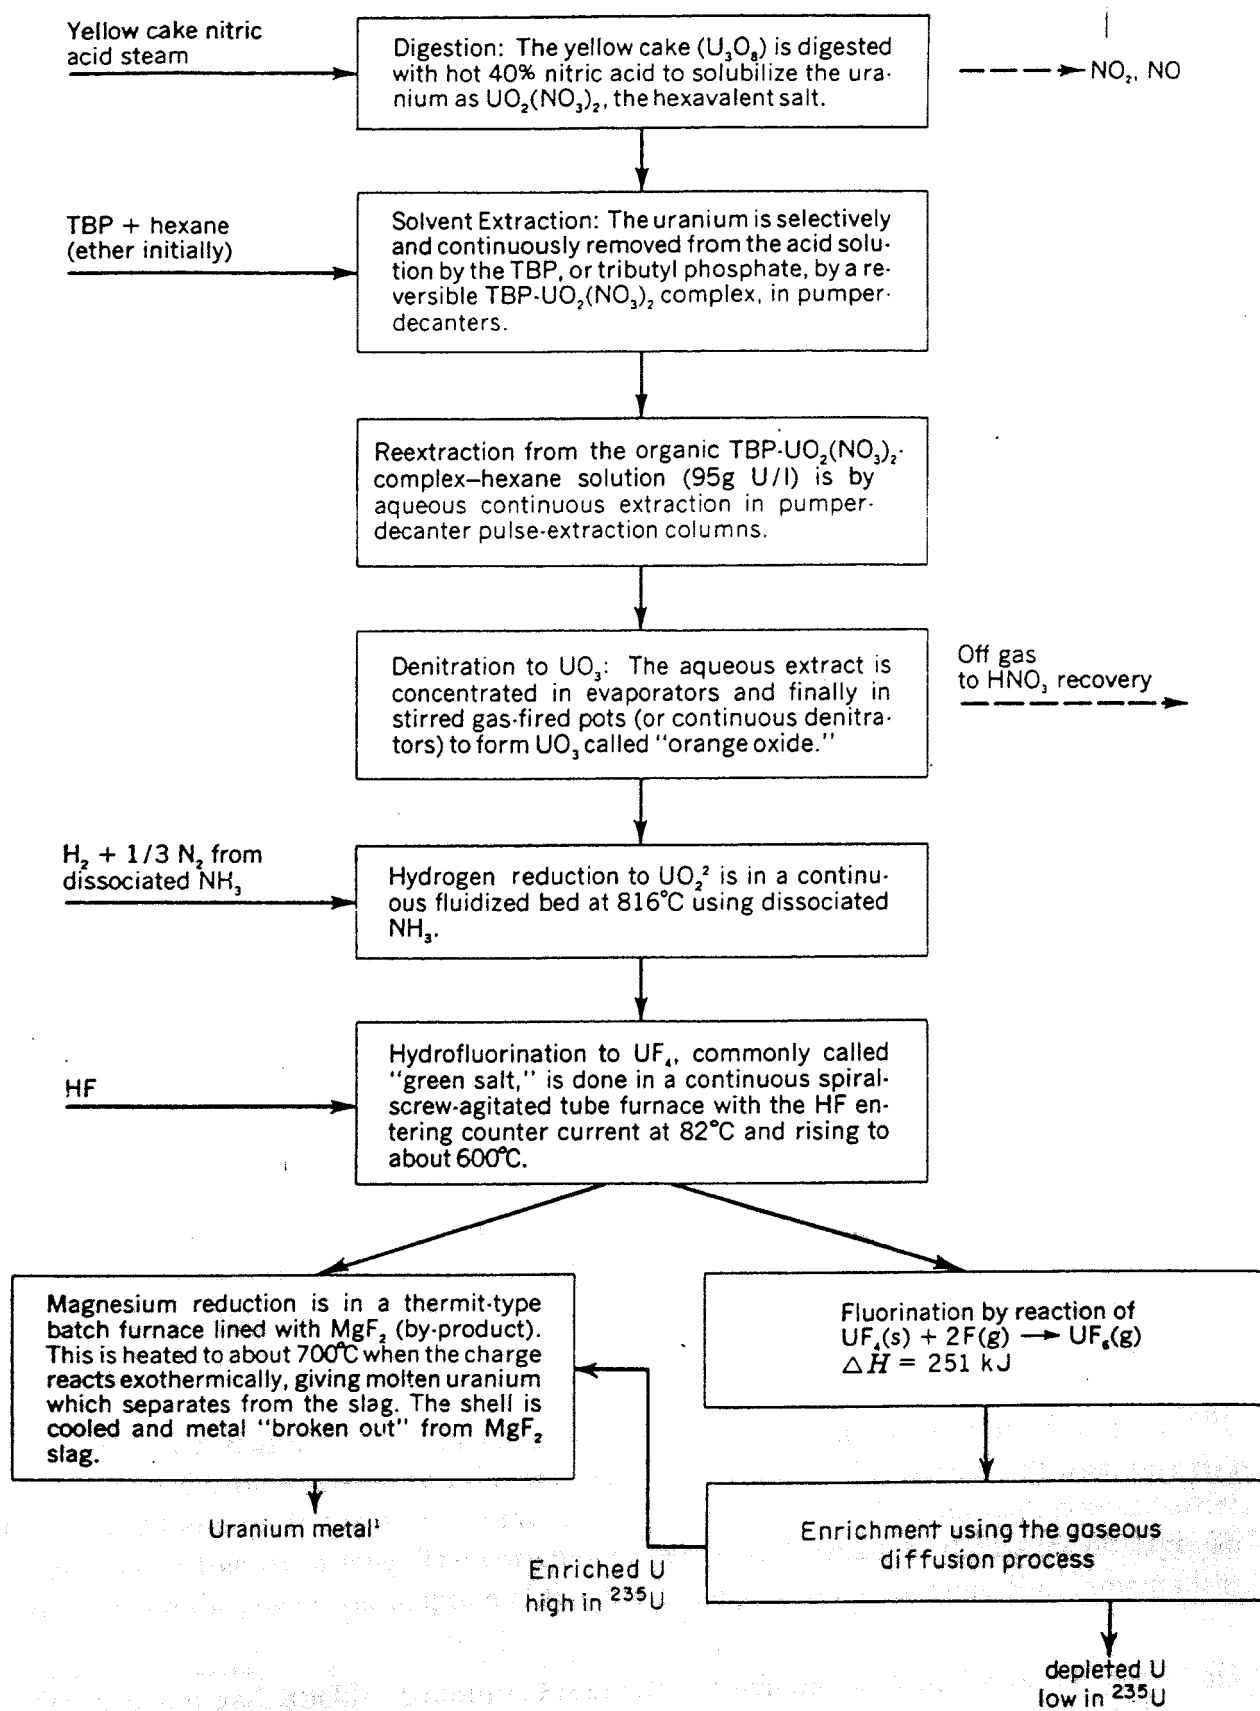 Yellow cake nitric
acid steam
Digestion: The yellow cake (U₃O₈) is digested
with hot 40% nitric acid to solubilize the ura-
nium as UO₂(NO₃)₂, the hexavalent salt.
NO₂, NO
TBP + hexane
(ether initially)
Solvent Extraction: The uranium is selectively
and continuously removed from the acid solu-
tion by the TBP, or tributyl phosphate, by a re-
versible TBP-UO₂(NO₃)₂ complex, in pumper-
decanters.
Reextraction from the organic TBP-UO₂(NO₃)₂-
complex–hexane solution (95g U/l) is by
aqueous continuous extraction in pumper-
decanter pulse-extraction columns.
Denitration to UO₃: The aqueous extract is
concentrated in evaporators and finally in
stirred gas-fired pots (or continuous denitra-
tors) to form UO₃ called "orange oxide."
Off gas
to HNO₃ recovery
H₂ + 1/3 N₂ from
dissociated NH₃
Hydrogen reduction to UO₂² is in a continu-
ous fluidized bed at 816°C using dissociated
NH₃.
HF
Hydrofluorination to UF₄, commonly called
"green salt," is done in a continuous spiral-
screw-agitated tube furnace with the HF en-
tering counter current at 82°C and rising to
about 600°C.
Magnesium reduction is in a thermit-type
batch furnace lined with MgF₂ (by-product).
This is heated to about 700°C when the charge
reacts exothermically, giving molten uranium
which separates from the slag. The shell is
cooled and metal "broken out" from MgF₂
slag.
Fluorination by reaction of
UF₄(s) + 2F(g) → UF₆(g)
△H = 251 kJ
Uranium metal¹
Enriched U
high in ²³⁵U
Enrichment using the gaseous
diffusion process
depleted U
low in ²³⁵U